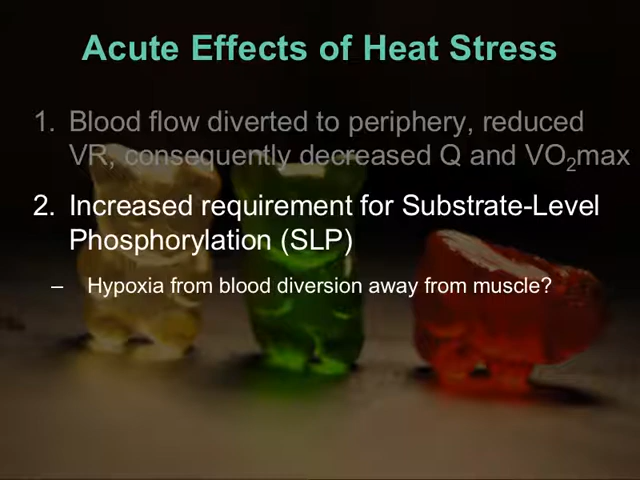 Acute Effects of Heat Stress
1. Blood flow diverted to periphery, reduced
VR, consequently decreased Q and VO₂max
2. Increased requirement for Substrate-Level
Phosphorylation (SLP)
– Hypoxia from blood diversion away from muscle?